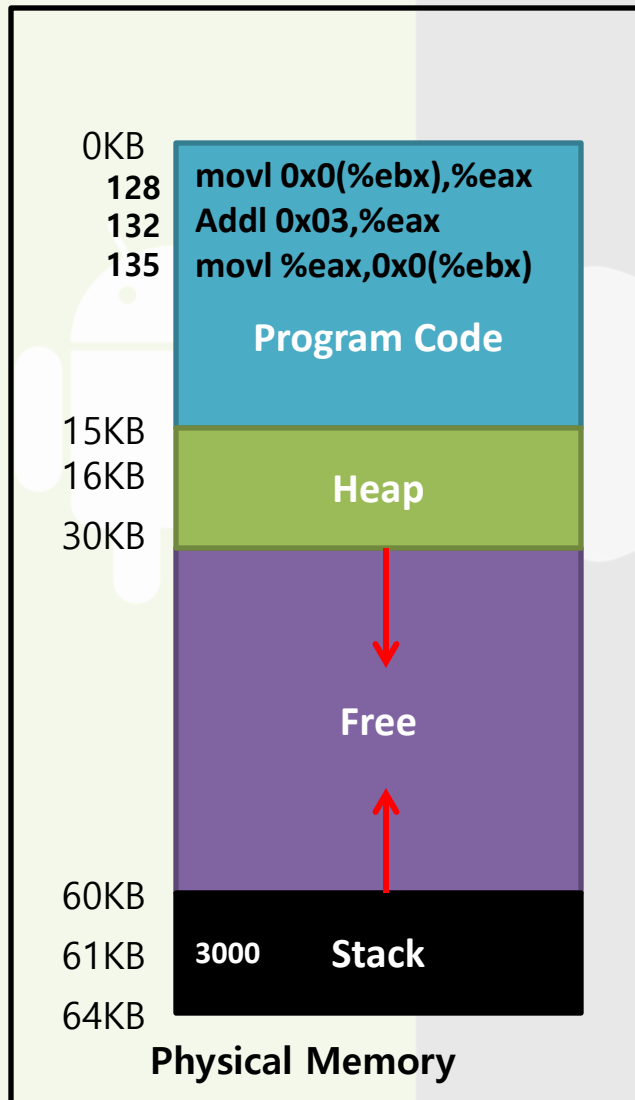 0KB
128 movl 0x0(%ebx),%eax
132 Addl 0x03,%eax
135 movl %eax,0x0(%ebx)
Program Code
15KB
16KB Heap
30KB
Free
60KB
61KB 3000 Stack
64KB
Physical Memory